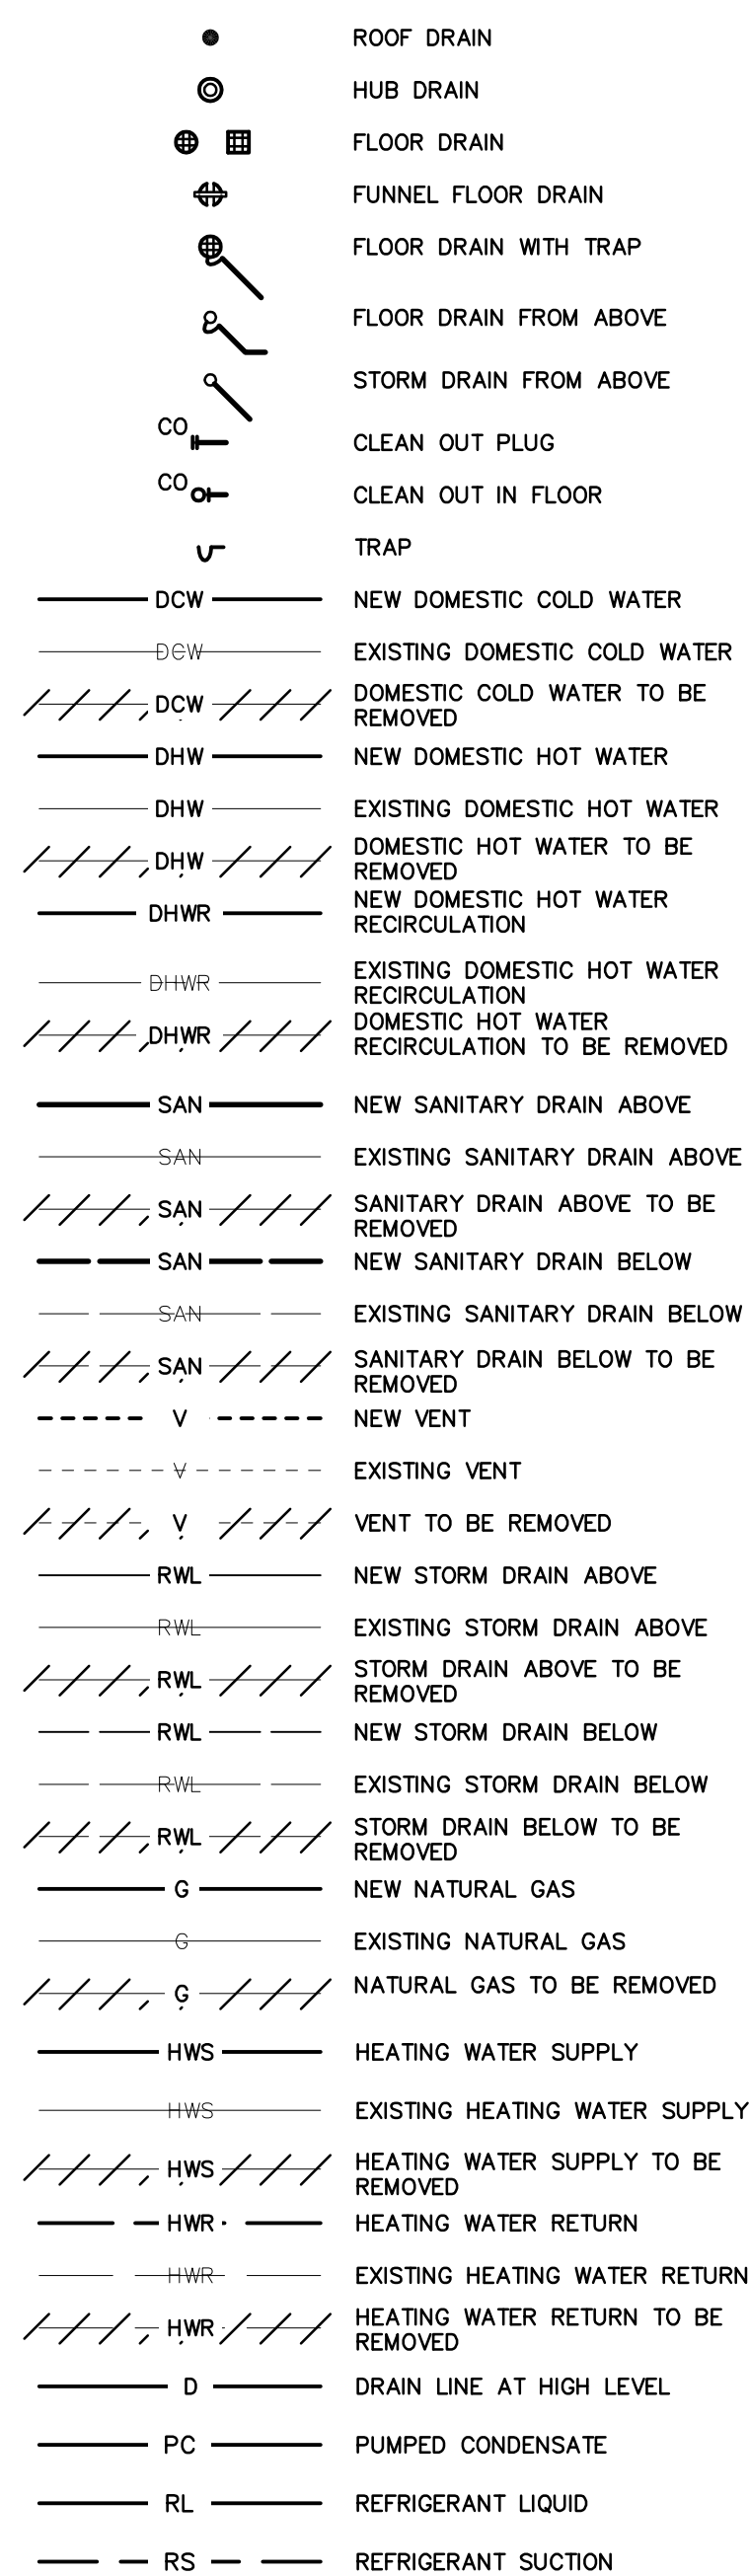 ROOF DRAIN
HUB DRAIN
FLOOR DRAIN
FUNNEL FLOOR DRAIN
FLOOR DRAIN WITH TRAP
FLOOR DRAIN FROM ABOVE
STORM DRAIN FROM ABOVE
CO CLEAN OUT PLUG
CO CLEAN OUT IN FLOOR
TRAP
DCW NEW DOMESTIC COLD WATER
DCW EXISTING DOMESTIC COLD WATER
DCW DOMESTIC COLD WATER TO BE
REMOVED
DHW NEW DOMESTIC HOT WATER
DHW EXISTING DOMESTIC HOT WATER
DHW DOMESTIC HOT WATER TO BE
REMOVED
DHWR NEW DOMESTIC HOT WATER
RECIRCULATION
DHWR EXISTING DOMESTIC HOT WATER
RECIRCULATION
DHWR DOMESTIC HOT WATER
RECIRCULATION TO BE REMOVED
SAN NEW SANITARY DRAIN ABOVE
SAN EXISTING SANITARY DRAIN ABOVE
SAN SANITARY DRAIN ABOVE TO BE
REMOVED
SAN NEW SANITARY DRAIN BELOW
SAN EXISTING SANITARY DRAIN BELOW
SAN SANITARY DRAIN BELOW TO BE
REMOVED
V NEW VENT
V EXISTING VENT
V VENT TO BE REMOVED
RWL NEW STORM DRAIN ABOVE
RWL EXISTING STORM DRAIN ABOVE
RWL STORM DRAIN ABOVE TO BE
REMOVED
RWL NEW STORM DRAIN BELOW
RWL EXISTING STORM DRAIN BELOW
RWL STORM DRAIN BELOW TO BE
REMOVED
G NEW NATURAL GAS
G EXISTING NATURAL GAS
G NATURAL GAS TO BE REMOVED
HWS HEATING WATER SUPPLY
HWS EXISTING HEATING WATER SUPPLY
HWS HEATING WATER SUPPLY TO BE
REMOVED
HWR HEATING WATER RETURN
HWR EXISTING HEATING WATER RETURN
HWR HEATING WATER RETURN TO BE
REMOVED
D DRAIN LINE AT HIGH LEVEL
PC PUMPED CONDENSATE
RL REFRIGERANT LIQUID
RS REFRIGERANT SUCTION